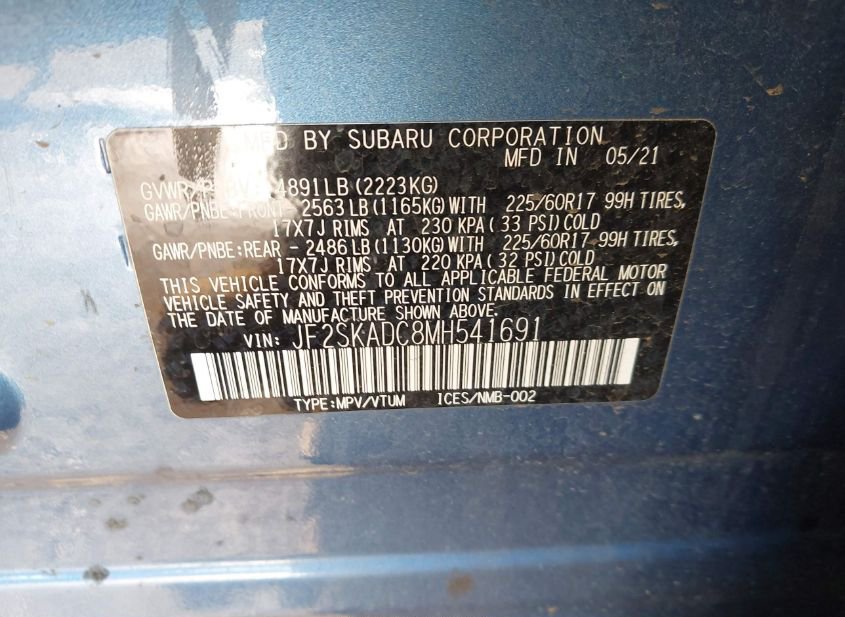 MFD BY SUBARU CORPORATION
MFD IN 05/21
GVWR 4891LB (2223KG)
GAWR/PNBE:FRONT- 2563 LB (1165KG) WITH 225/60R17 99H TIRES,
17X7J RIMS AT 230 KPA ( 33 PSI) COLD
GAWR/PNBE:REAR - 2486 LB (1130KG) WITH 225/60R17 99H TIRES,
17X7J RIMS AT 220 KPA ( 32 PSI) COLD
THIS VEHICLE CONFORMS TO ALL APPLICABLE FEDERAL MOTOR
VEHICLE SAFETY AND THEFT PREVENTION STANDARDS IN EFFECT ON
THE DATE OF MANUFACTURE SHOWN ABOVE.
VIN: JF2SKADC8MH541691
TYPE:MPV/VTUM ICES/NMB-002